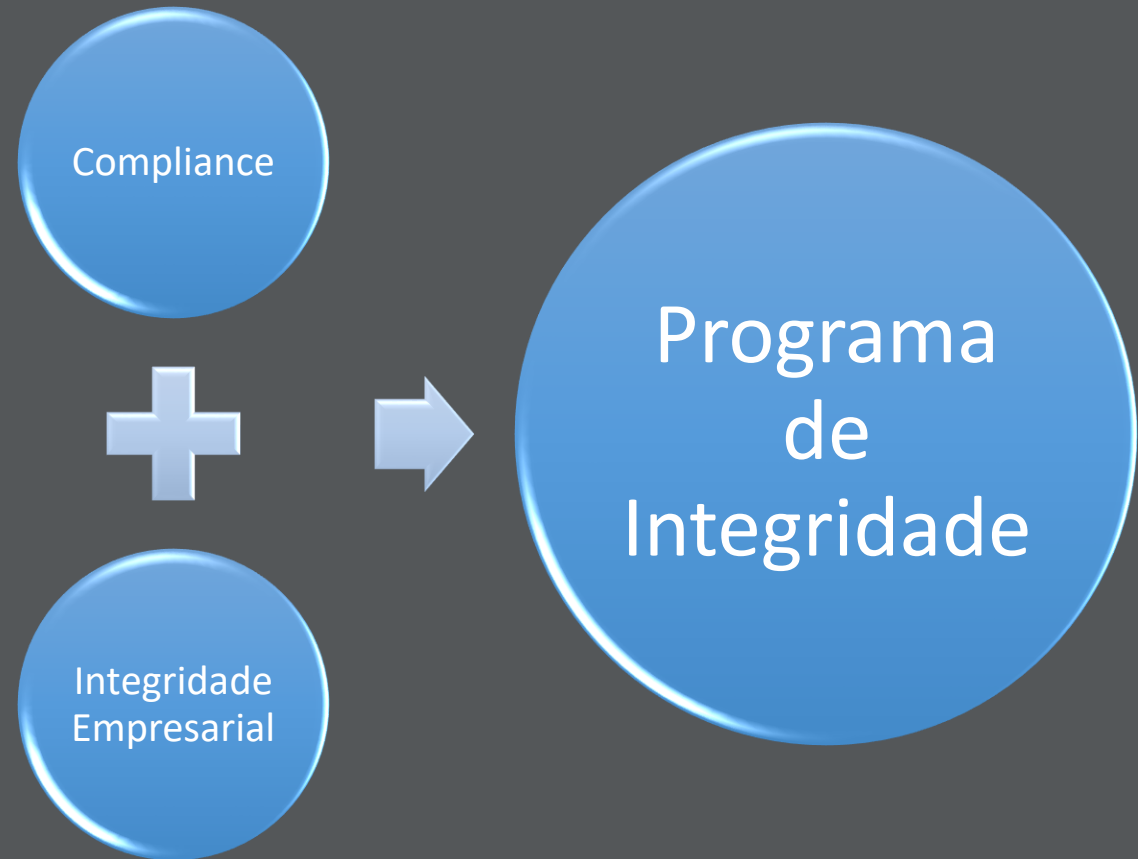 Compliance
Integridade
Empresarial
Programa
de
Integridade